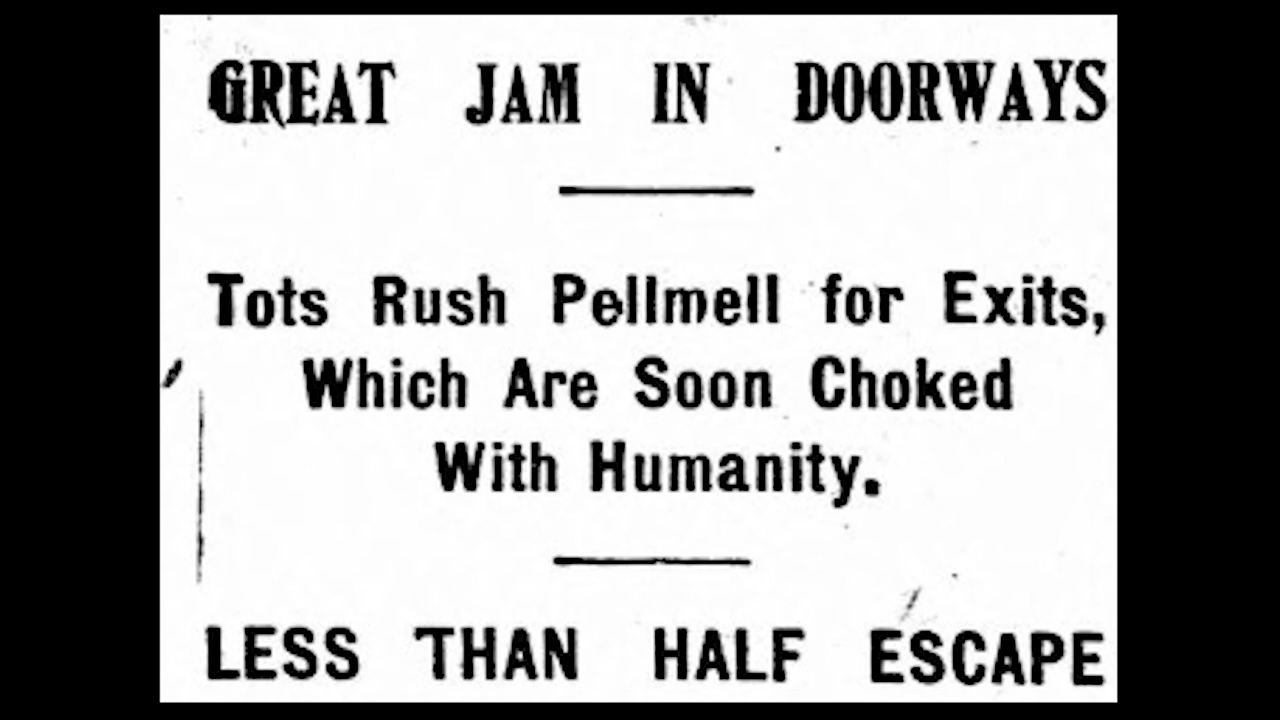 GREAT JAM IN DOORWAYS
Tots Rush Pellmell for Exits,
Which Are Soon Choked
With Humanity.
LESS THAN HALF ESCAPE